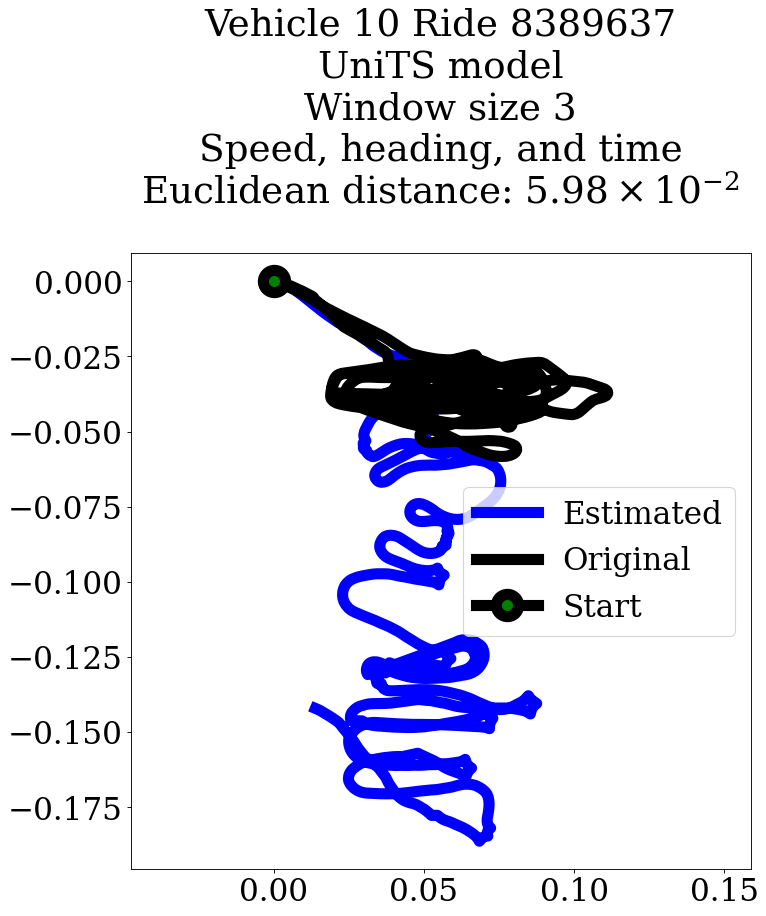 Vehicle 10 Ride 8389637
UniTS model
Window size 3
Speed, heading, and time
Euclidean distance: 5.98 × 10⁻²
0.000
−0.025
−0.050
−0.075
−0.100
−0.125
−0.150
−0.175
Estimated
Original
Start
0.00 0.05 0.10 0.15